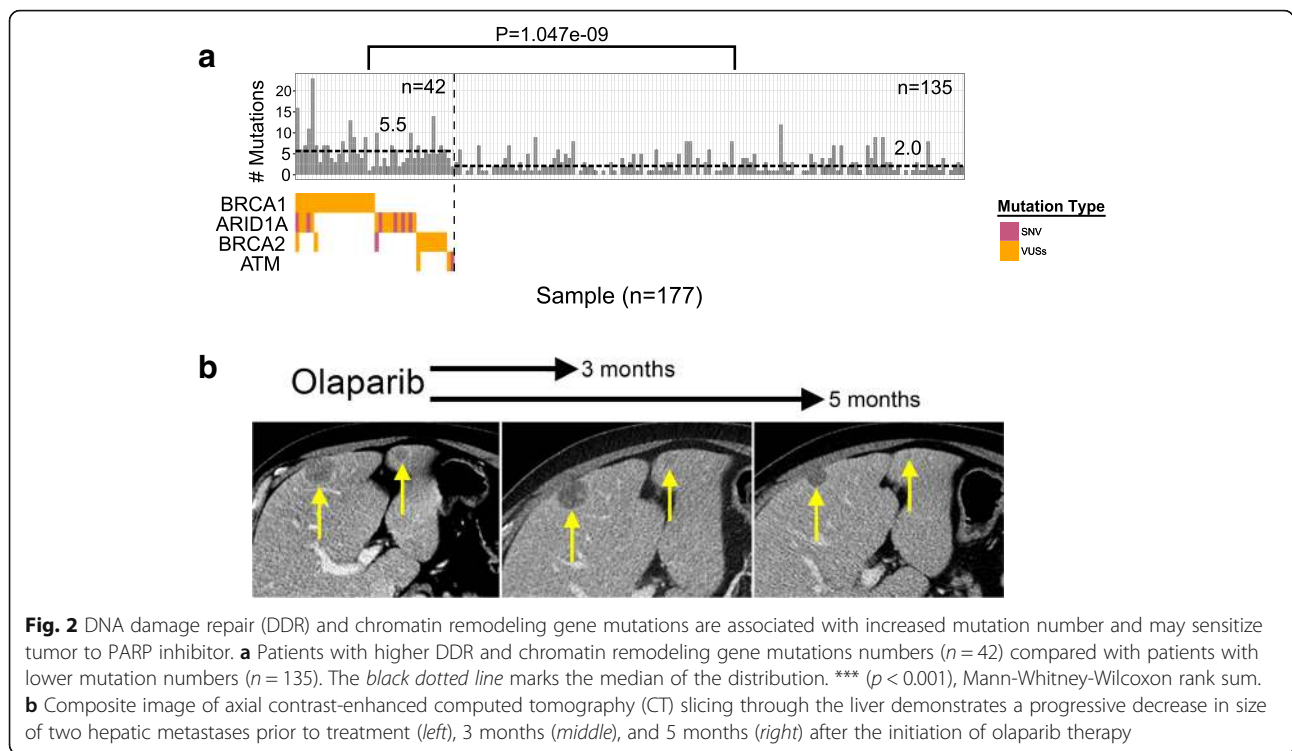 P=1.047e-09
a
n=42
n=135
# Mutations
20
15
10
5
0
5.5
2.0
BRCA1
ARID1A
BRCA2
ATM
Mutation Type
SNV
VUSs
Sample (n=177)
b
Olaparib
3 months
5 months
Fig. 2 DNA damage repair (DDR) and chromatin remodeling gene mutations are associated with increased mutation number and may sensitize
tumor to PARP inhibitor. a Patients with higher DDR and chromatin remodeling gene mutations numbers (n = 42) compared with patients with
lower mutation numbers (n = 135). The black dotted line marks the median of the distribution. *** (p < 0.001), Mann-Whitney-Wilcoxon rank sum.
b Composite image of axial contrast-enhanced computed tomography (CT) slicing through the liver demonstrates a progressive decrease in size
of two hepatic metastases prior to treatment (left), 3 months (middle), and 5 months (right) after the initiation of olaparib therapy